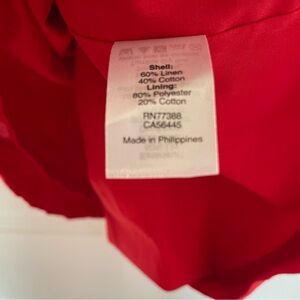 Shell:
60% Linen
40% Cotton
Lining:
80% Polyester
20% Cotton
RN77388
CA56445
Made in Philippines